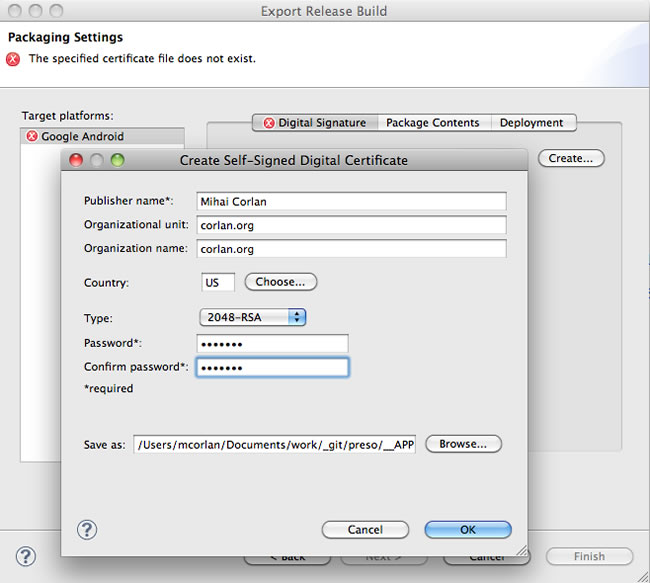 Export Release Build
Packaging Settings
The specified certificate file does not exist.
Target platforms:
Google Android
Digital Signature Package Contents Deployment
Create...
Create Self-Signed Digital Certificate
Publisher name*: Mihai Corlan
Organizational unit: corlan.org
Organization name: corlan.org
Country: US Choose...
Type: 2048-RSA
Password*: •••••••
Confirm password*: •••••••
*required
Save as: /Users/mcorlan/Documents/work/_git/preso/__APP Browse...
? Cancel OK
? < Back Next > Cancel Finish